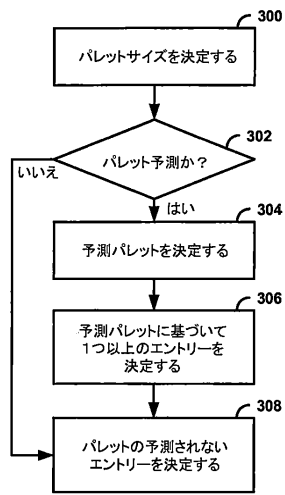 300
パレットサイズを決定する
302
パレット予測か？
いいえ
はい
304
予測パレットを決定する
306
予測パレットに基づいて
１つ以上のエントリーを
決定する
308
パレットの予測されない
エントリーを決定する